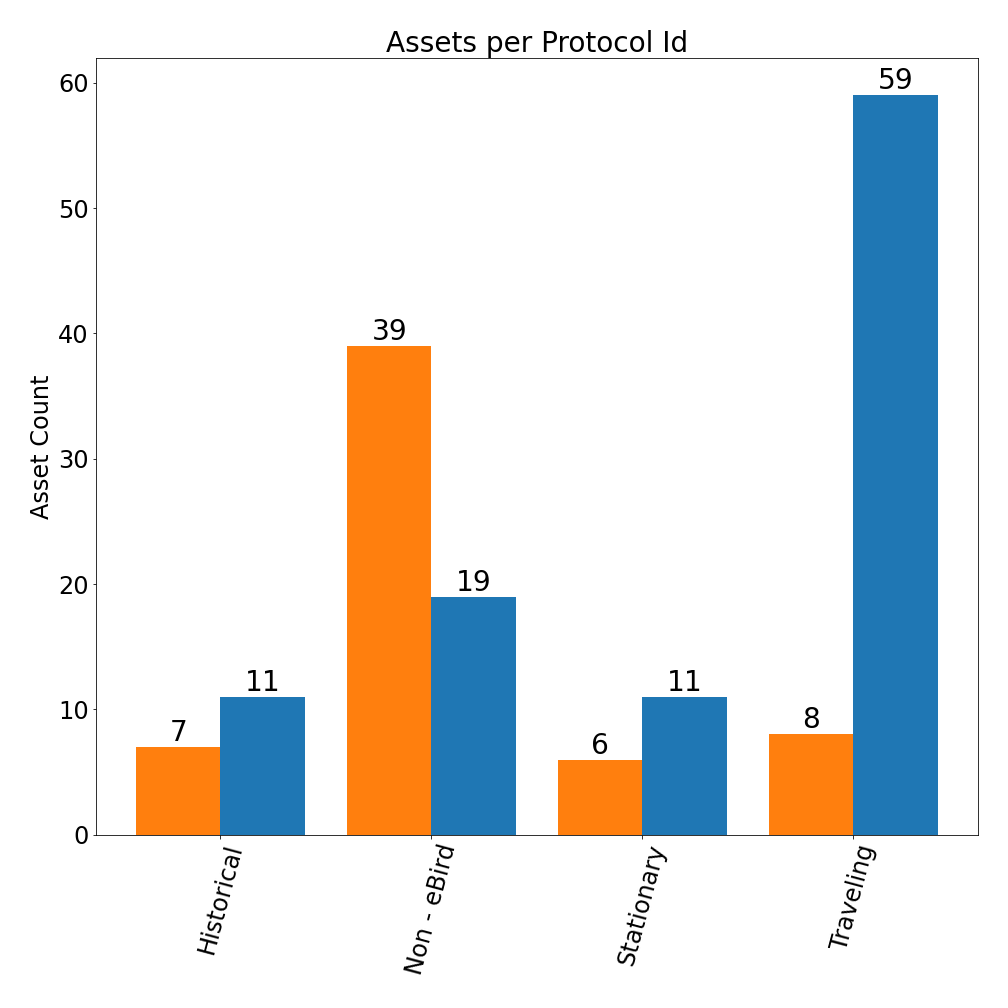 Assets per Protocol Id
Asset Count
60
50
40
30
20
10
0
7
11
39
19
6
11
8
59
Historical
Non - eBird
Stationary
Traveling